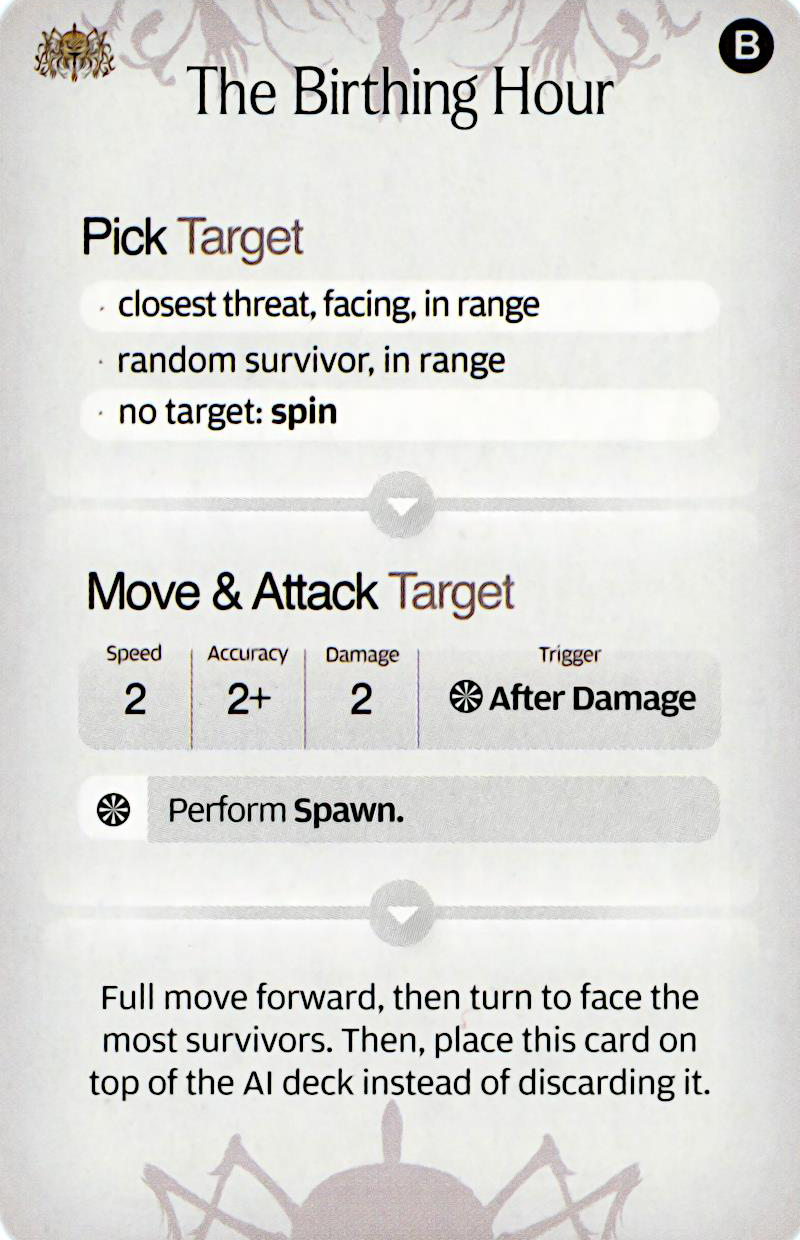 B
The Birthing Hour
Pick Target
· closest threat, facing, in range
· random survivor, in range
· no target: spin
Move & Attack Target
Speed Accuracy Damage Trigger
2 2+ 2 After Damage
Perform Spawn.
Full move forward, then turn to face the
most survivors. Then, place this card on
top of the AI deck instead of discarding it.